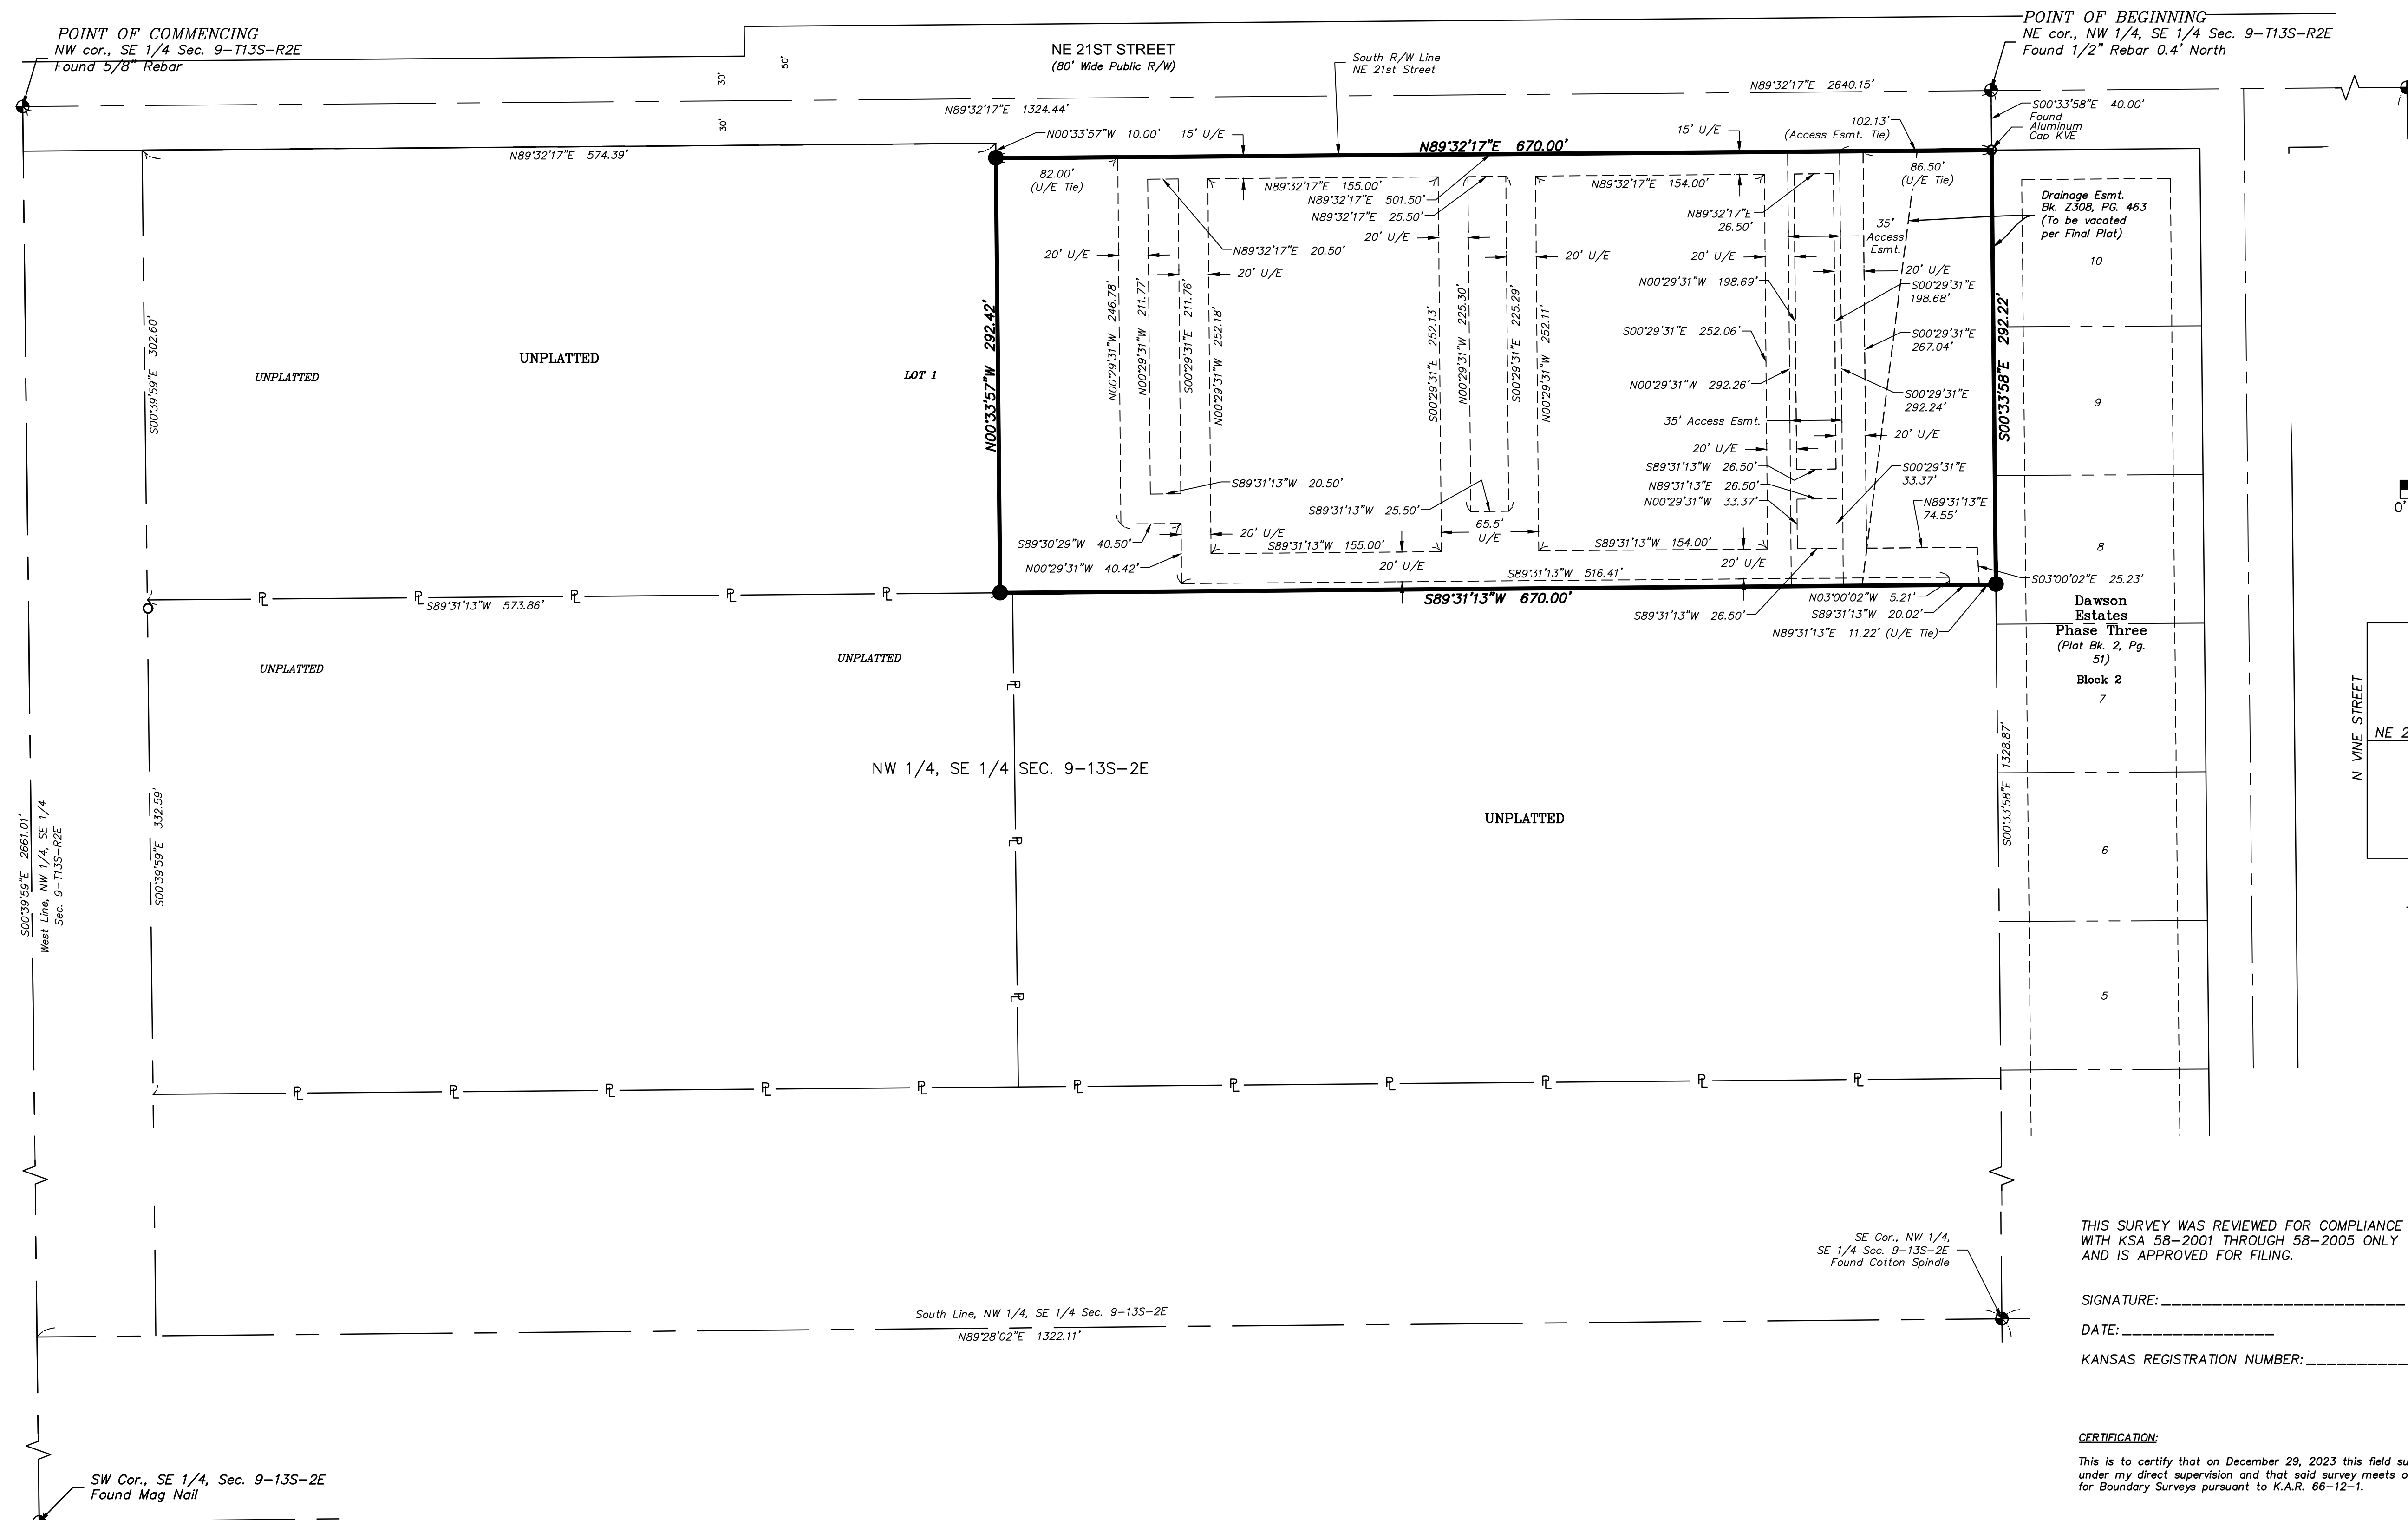 POINT OF COMMENCING
NW cor., SE 1/4 Sec. 9-T13S-R2E
Found 5/8" Rebar
30'
50'
30'
NE 21ST STREET
(80' Wide Public R/W)
South R/W Line
NE 21st Street
POINT OF BEGINNING
NE cor., NW 1/4, SE 1/4 Sec. 9-T13S-R2E
Found 1/2" Rebar 0.4' North
N89°32'17"E 2640.15'
N89°32'17"E 1324.44'
S00°33'58"E 40.00'
Found
Aluminum
Cap KVE
N00°33'57"W 10.00'
15' U/E
15' U/E
102.13'
(Access Esmt. Tie)
N89°32'17"E 574.39'
N89°32'17"E 670.00'
82.00'
(U/E Tie)
86.50'
(U/E Tie)
N89°32'17"E 155.00'
N89°32'17"E 501.50'
N89°32'17"E 25.50'
N89°32'17"E 154.00'
N89°32'17"E
26.50'
35'
Access
Esmt.
Drainage Esmt.
Bk. Z308, PG. 463
(To be vacated
per Final Plat)
10
20' U/E
N89°32'17"E 20.50'
20' U/E
20' U/E
20' U/E
20' U/E
20' U/E
N00°29'31"W 198.69'
S00°29'31"E
198.68'
S00°29'31"E 252.06'
S00°29'31"E
267.04'
N00°29'31"W 292.26'
S00°29'31"E
292.24'
35' Access Esmt.
20' U/E
20' U/E
N00°33'57"W 292.42'
N00°29'31"W 246.78'
N00°29'31"W 211.77'
S00°29'31"E 211.76'
N00°29'31"W 252.18'
S00°29'31"E 252.13'
N00°29'31"W 225.30'
S00°29'31"E 225.29'
N00°29'31"W 252.11'
S00°33'58"E 292.22'
S00°39'59"E 302.60'
UNPLATTED
UNPLATTED
LOT 1
9
S89°31'13"W 26.50'
N89°31'13"E 26.50'
N00°29'31"W 33.37'
S00°29'31"E
33.37'
N89°31'13"E
74.55'
S89°31'13"W 20.50'
S89°31'13"W 25.50'
65.5'
U/E
S89°30'29"W 40.50'
20' U/E
S89°31'13"W 155.00'
S89°31'13"W 154.00'
N00°29'31"W 40.42'
20' U/E
20' U/E
S89°31'13"W 516.41'
8
S03°00'02"E 25.23'
N03°00'02"W 5.21'
S89°31'13"W 20.02'
S89°31'13"W 26.50'
N89°31'13"E 11.22' (U/E Tie)
S89°31'13"W 670.00'
PL PL PL PL PL
S89°31'13"W 573.86'
Dawson
Estates
Phase Three
(Plat Bk. 2, Pg.
51)
Block 2
7
UNPLATTED
UNPLATTED
PL
NW 1/4, SE 1/4 SEC. 9-13S-2E
UNPLATTED
S00°33'58"E 1328.87'
N VINE STREET
NE 2
0'
PL
6
S00°39'59"E 2661.01'
West Line, NW 1/4, SE 1/4
Sec. 9-T13S-R2E
S00°39'59"E 332.59'
PL
5
PL PL PL PL PL PL PL PL PL PL PL
SE Cor., NW 1/4,
SE 1/4 Sec. 9-13S-2E
Found Cotton Spindle
South Line, NW 1/4, SE 1/4 Sec. 9-13S-2E
N89°28'02"E 1322.11'
THIS SURVEY WAS REVIEWED FOR COMPLIANCE
WITH KSA 58-2001 THROUGH 58-2005 ONLY
AND IS APPROVED FOR FILING.
SIGNATURE:
DATE:
KANSAS REGISTRATION NUMBER:
SW Cor., SE 1/4, Sec. 9-13S-2E
Found Mag Nail
CERTIFICATION:
This is to certify that on December 29, 2023 this field su
under my direct supervision and that said survey meets o
for Boundary Surveys pursuant to K.A.R. 66-12-1.